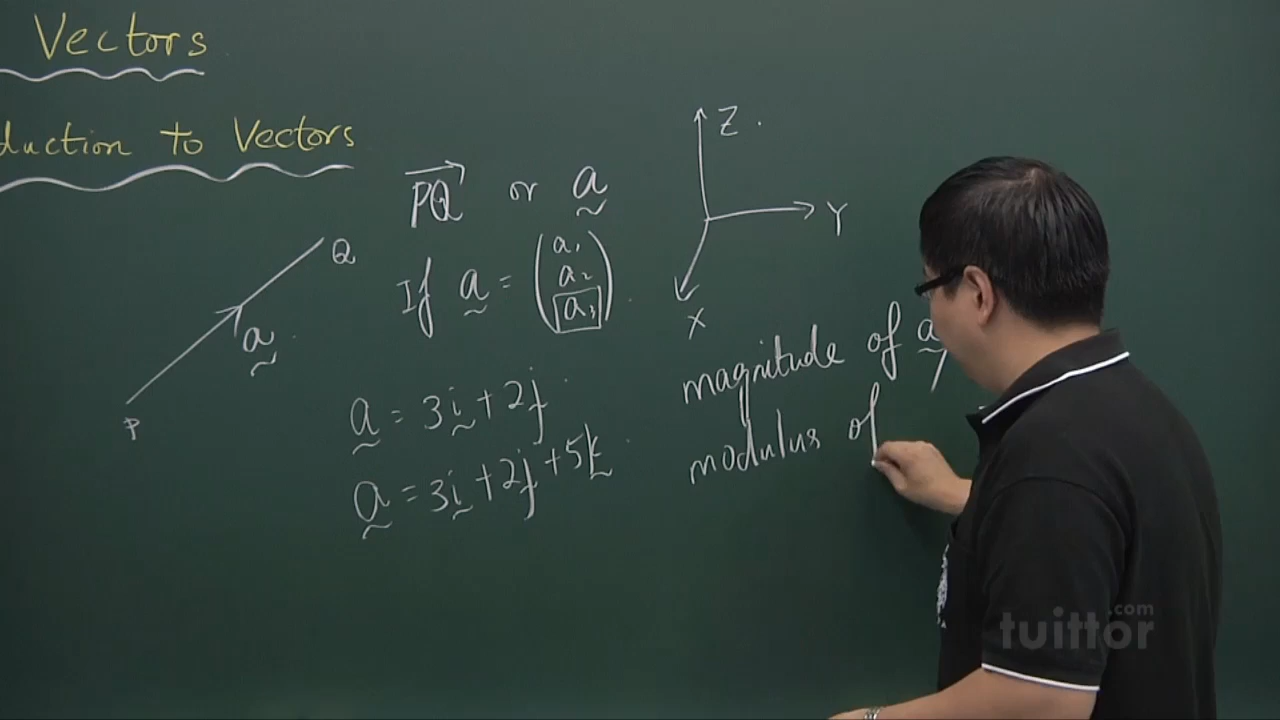 Vectors
duction to Vectors
PQ or a
If a = (a₁ a₂ a₃)
P
Q
a
Z
Y
X
a = 3i + 2j
a = 3i + 2j + 5k
magnitude of a
modulus of
tuittor.com